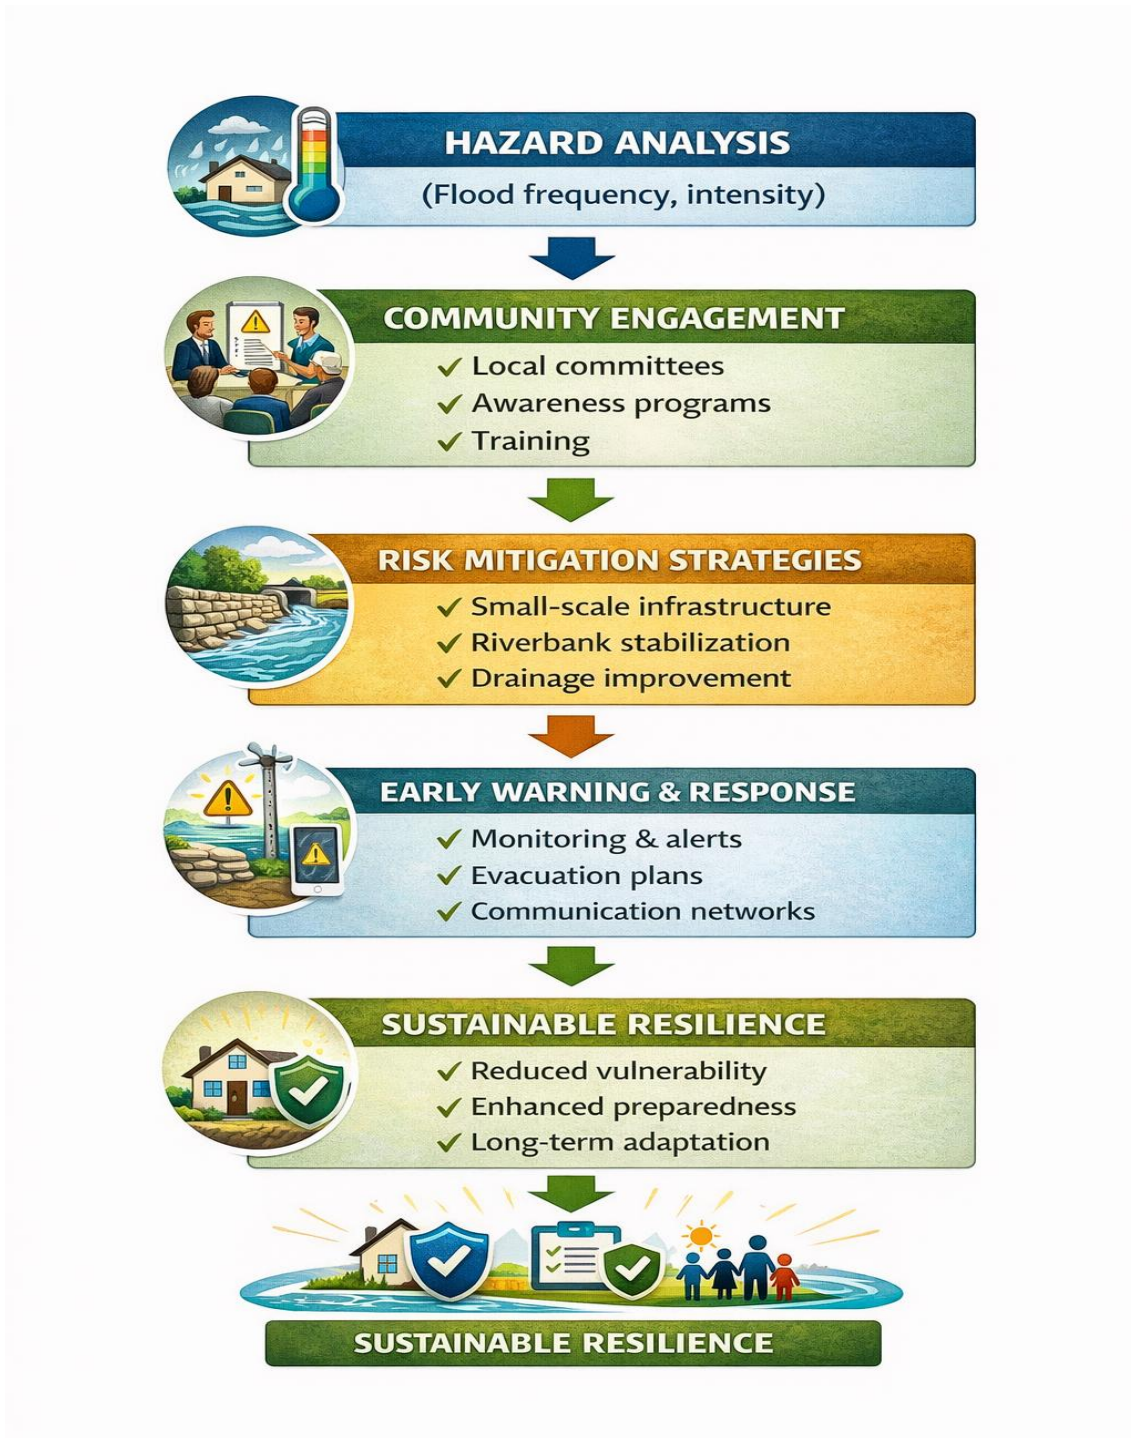 HAZARD ANALYSIS
(Flood frequency, intensity)
COMMUNITY ENGAGEMENT
✓ Local committees
✓ Awareness programs
✓ Training
RISK MITIGATION STRATEGIES
✓ Small-scale infrastructure
✓ Riverbank stabilization
✓ Drainage improvement
EARLY WARNING & RESPONSE
✓ Monitoring & alerts
✓ Evacuation plans
✓ Communication networks
SUSTAINABLE RESILIENCE
✓ Reduced vulnerability
✓ Enhanced preparedness
✓ Long-term adaptation
SUSTAINABLE RESILIENCE